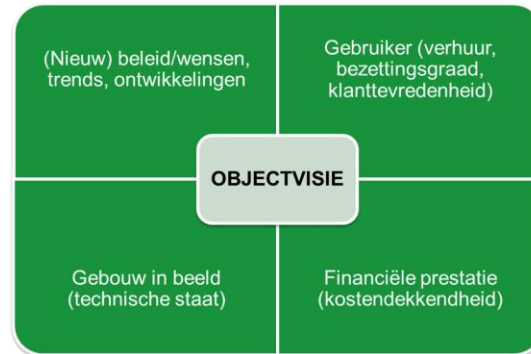 (Nieuw) beleid/wensen,
trends, ontwikkelingen
Gebruiker (verhuur,
bezettingsgraad,
klanttevredenheid)
OBJECTVISIE
Gebouw in beeld
(technische staat)
Financiële prestatie
(kostendekkendheid)